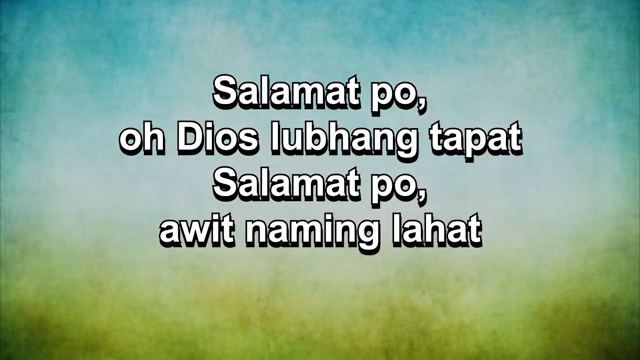 Salamat po,
oh Dios lubhang tapat
Salamat po,
awit naming lahat